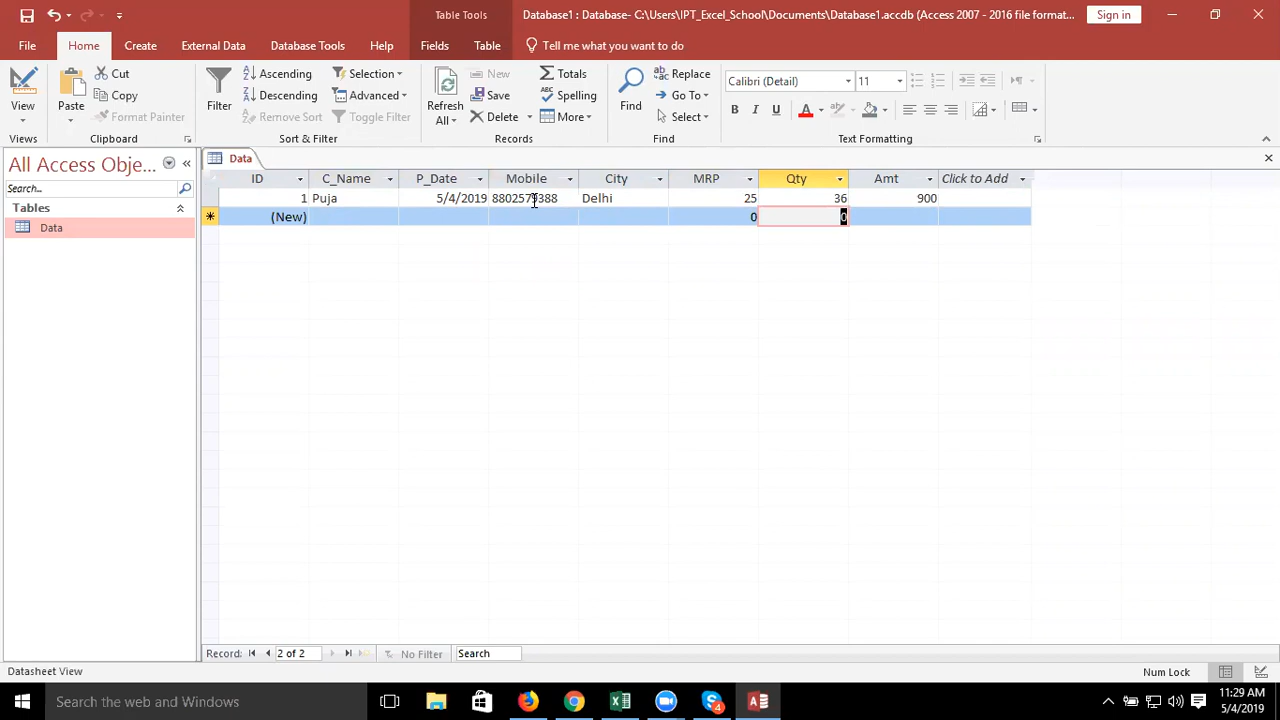 Table Tools
Database1 : Database- C:\Users\IPT_Excel_School\Documents\Database1.accdb (Access 2007 - 2016 file format...
Sign in
File Home Create External Data Database Tools Help Fields Table Tell me what you want to do
View
Paste
Cut
Copy
Format Painter
Filter
Ascending
Descending
Remove Sort
Selection
Advanced
Toggle Filter
Refresh All
New
Save
Delete
Totals
Spelling
More
Find
Replace
Go To
Select
Calibri (Detail) 11
B I U A
Views Clipboard Sort & Filter Records Find Text Formatting
All Access Obje...
Search...
Tables
Data
Data
ID C_Name P_Date Mobile City MRP Qty Amt Click to Add
1 Puja 5/4/2019 Delhi 25 36 900
(New) 0 0
Record: 2 of 2 No Filter Search
Datasheet View Num Lock
Search the web and Windows
4
11:29 AM
5/4/2019